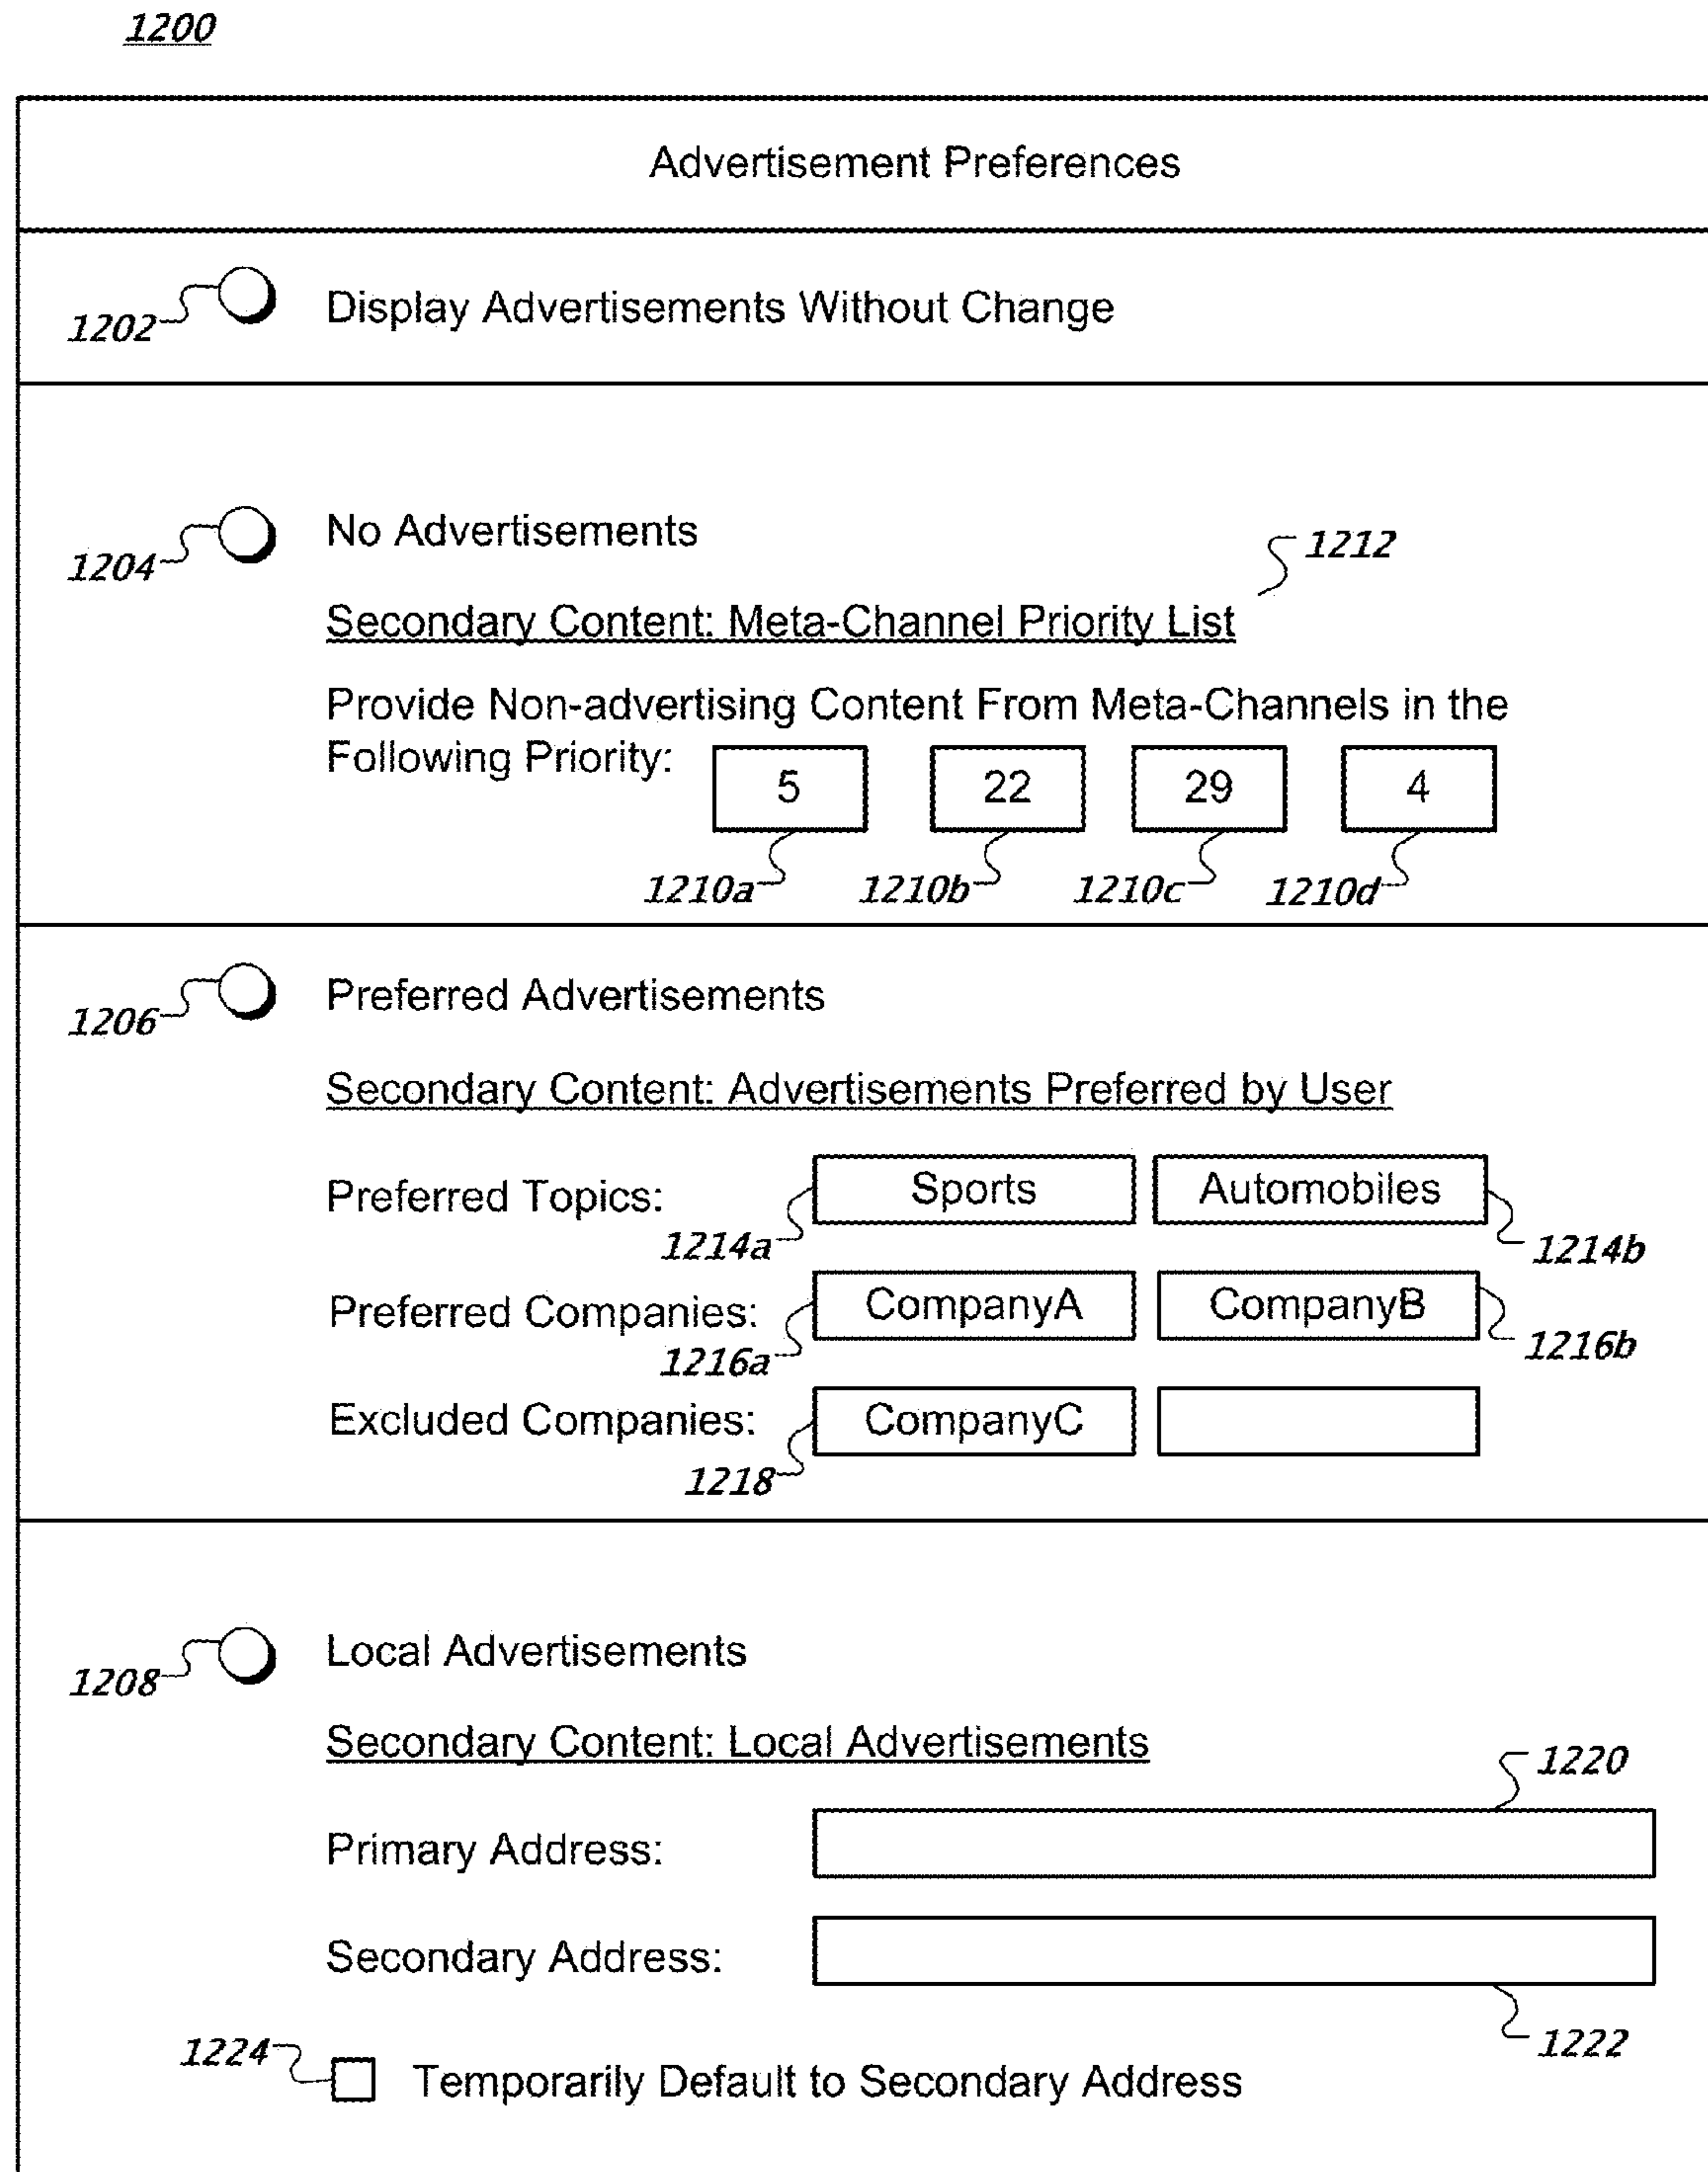 1200
Advertisement Preferences
1202 Display Advertisements Without Change
1204 No Advertisements
1212
Secondary Content: Meta-Channel Priority List
Provide Non-advertising Content From Meta-Channels in the
Following Priority: 5 22 29 4
1210a 1210b 1210c 1210d
1206 Preferred Advertisements
Secondary Content: Advertisements Preferred by User
Preferred Topics: Sports Automobiles
1214a 1214b
Preferred Companies: CompanyA CompanyB
1216a 1216b
Excluded Companies: CompanyC
1218
1208 Local Advertisements
Secondary Content: Local Advertisements
1220
Primary Address:
Secondary Address:
1222
1224 Temporarily Default to Secondary Address